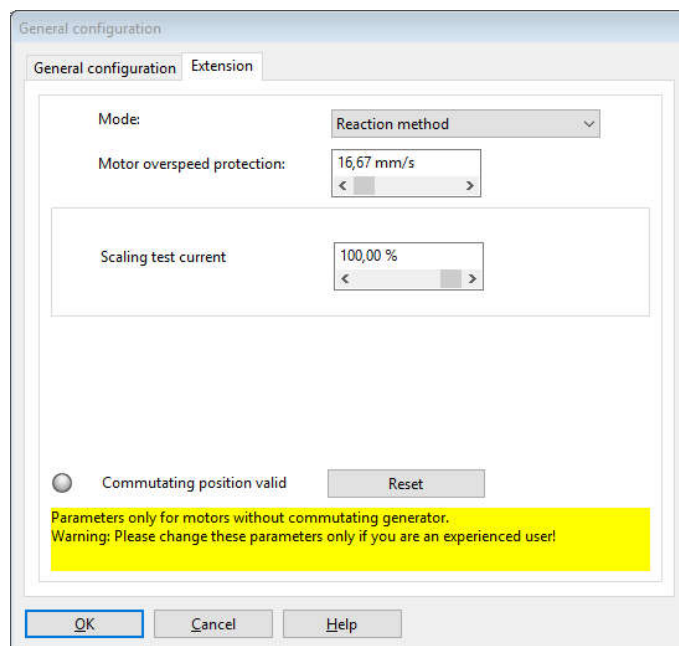 General configuration
General configuration
Extension
Mode:
Reaction method
Motor overspeed protection:
16,67 mm/s
Scaling test current
100,00 %
Commutating position valid
Reset
Parameters only for motors without commutating generator.
Warning: Please change these parameters only if you are an experienced user!
OK
Cancel
Help